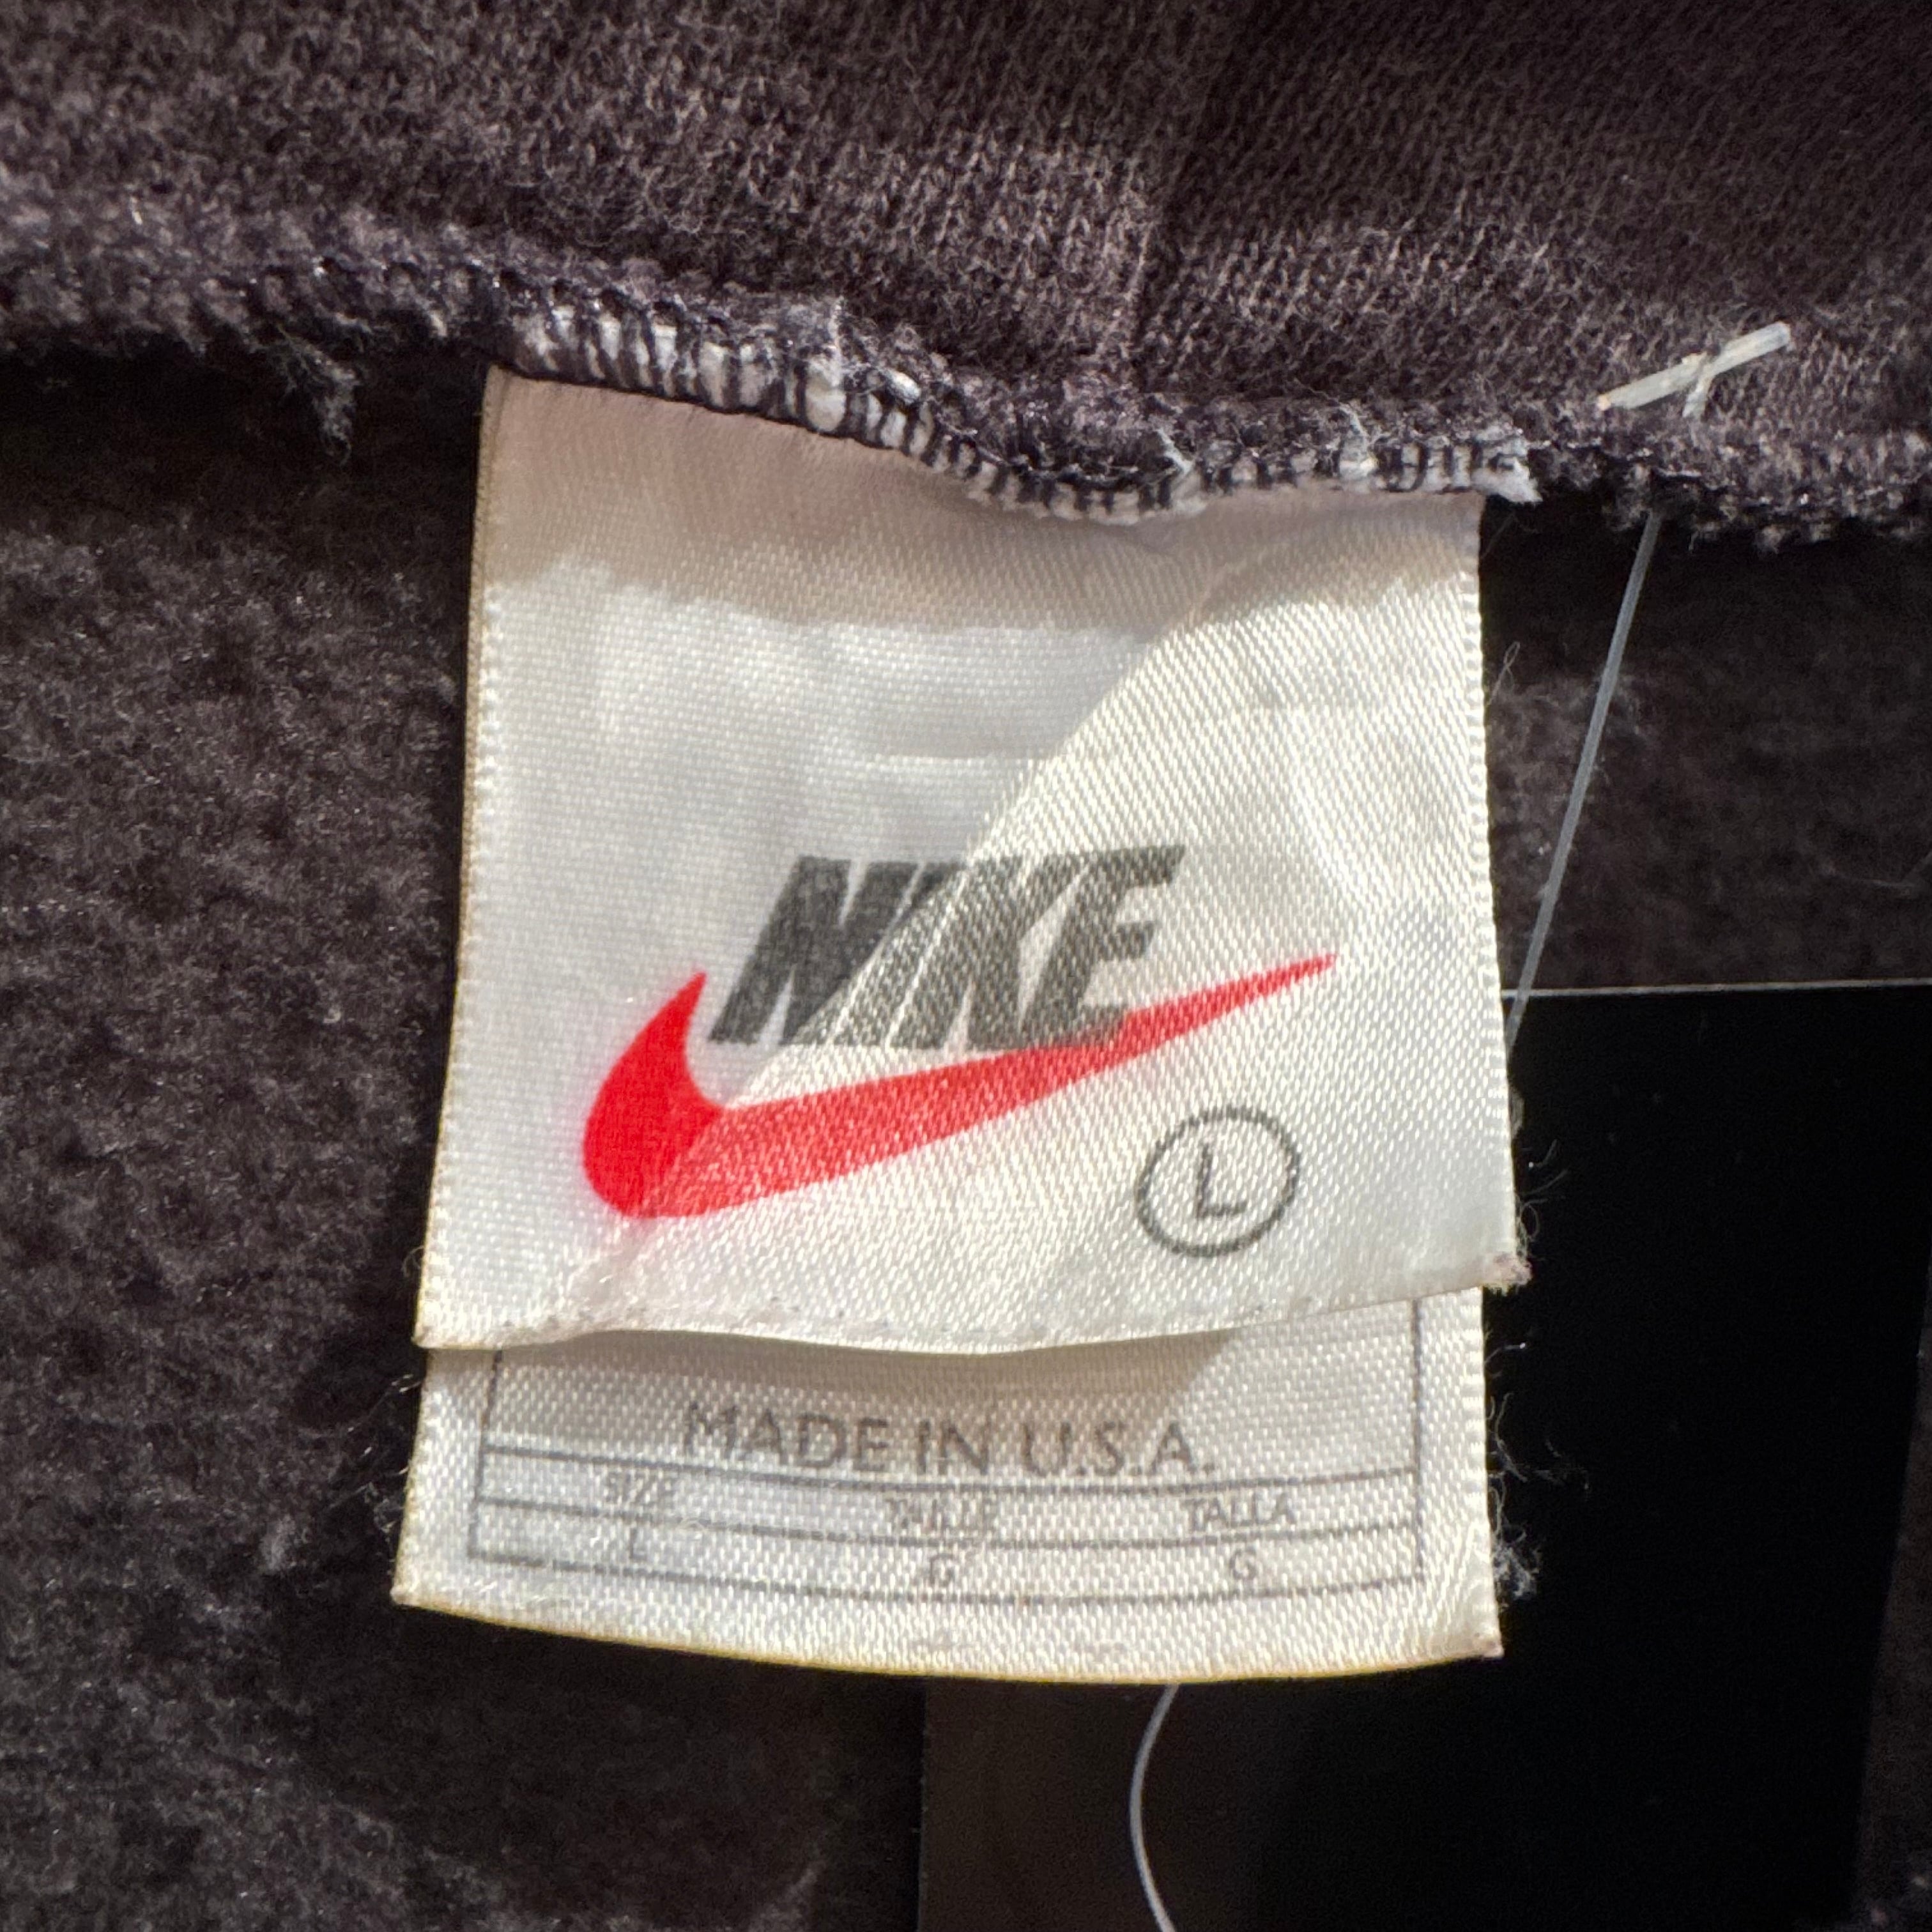 NIKE
L
MADE IN U.S.A
SIZE TAILLE TALLA
L G G